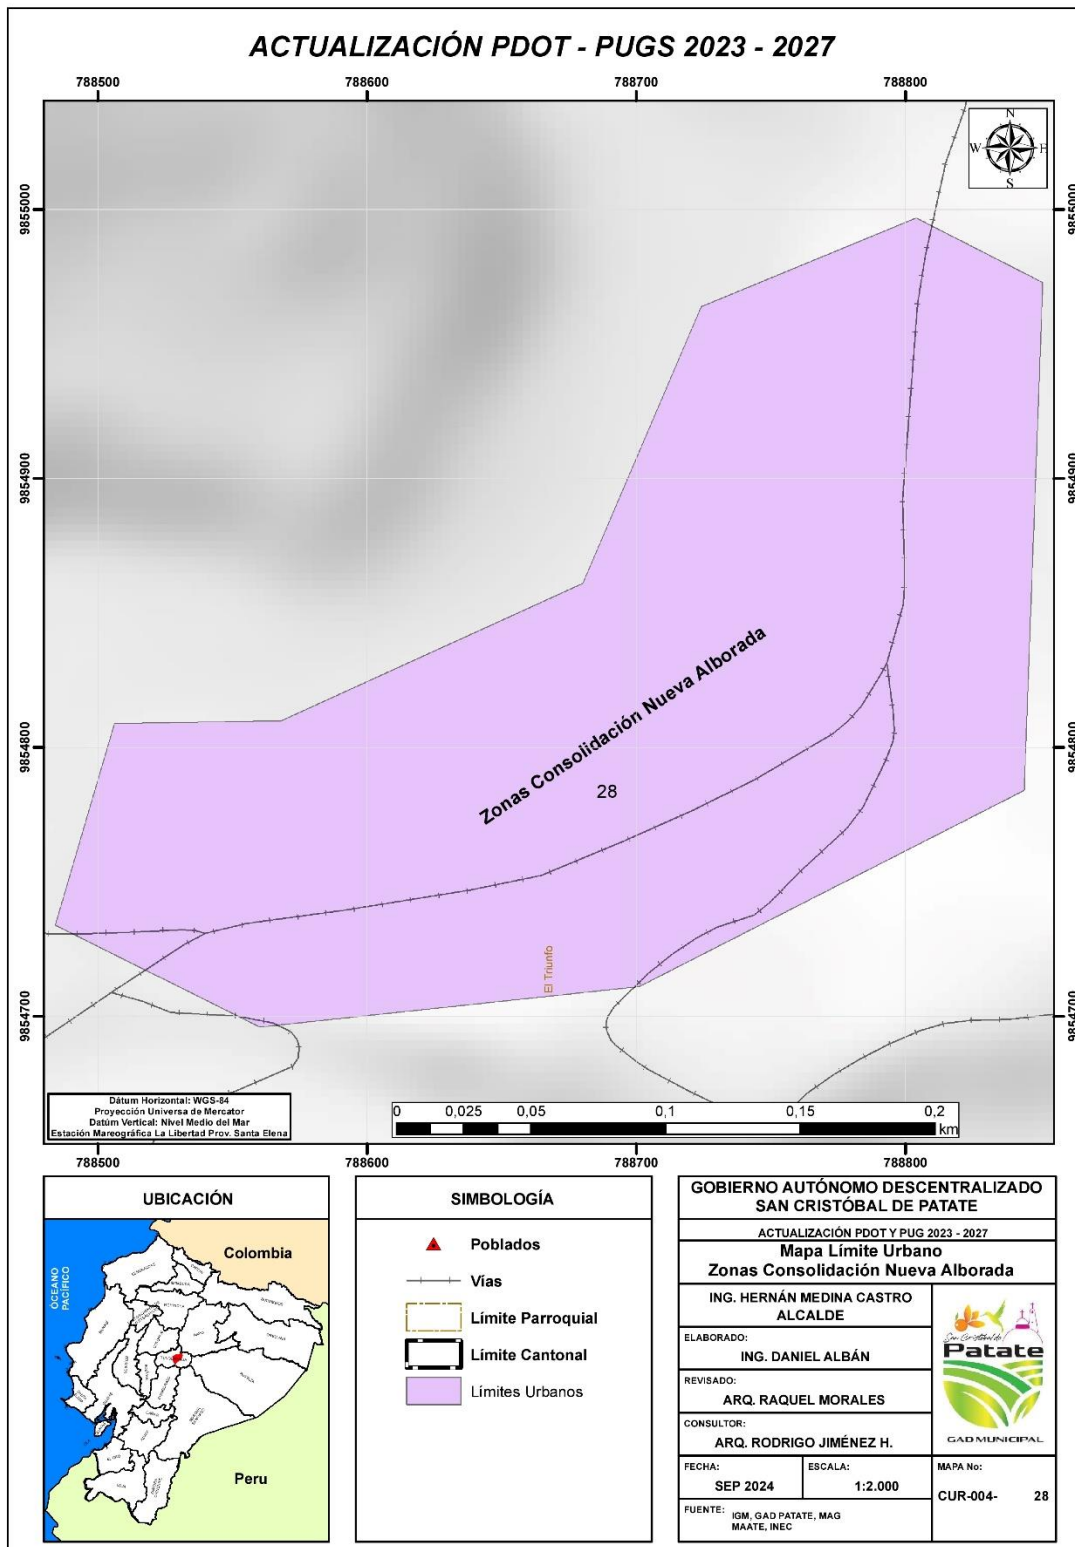 ACTUALIZACIÓN PDOT - PUGS 2023 - 2027
788500 788600 788700 788800
N
W E
S
9855000 9855000
9854900 9854900
Zonas Consolidación Nueva Alborada
28
9854800 9854800
El Triunfo
9854700 9854700
Dátum Horizontal: WGS-84
Proyección Universa de Mercator
Datúm Vertical: Nivel Medio del Mar
Estación Mareográfica La Libertad Prov. Santa Elena
0 0,025 0,05 0,1 0,15 0,2
km
788500 788600 788700 788800
UBICACIÓN
OCEANO
PACÍFICO
Colombia
Peru
SIMBOLOGÍA
Poblados
Vías
Límite Parroquial
Límite Cantonal
Límites Urbanos
GOBIERNO AUTÓNOMO DESCENTRALIZADO
SAN CRISTÓBAL DE PATATE
ACTUALIZACIÓN PDOT Y PUG 2023 - 2027
Mapa Límite Urbano
Zonas Consolidación Nueva Alborada
ING. HERNÁN MEDINA CASTRO
ALCALDE
ELABORADO:
ING. DANIEL ALBÁN
REVISADO:
ARQ. RAQUEL MORALES
CONSULTOR:
ARQ. RODRIGO JIMÉNEZ H.
San Cristóbal de
Patate
GAD MUNICIPAL
FECHA:
SEP 2024
ESCALA:
1:2.000
MAPA No:
CUR-004- 28
FUENTE: IGM, GAD PATATE, MAG
MAATE, INEC